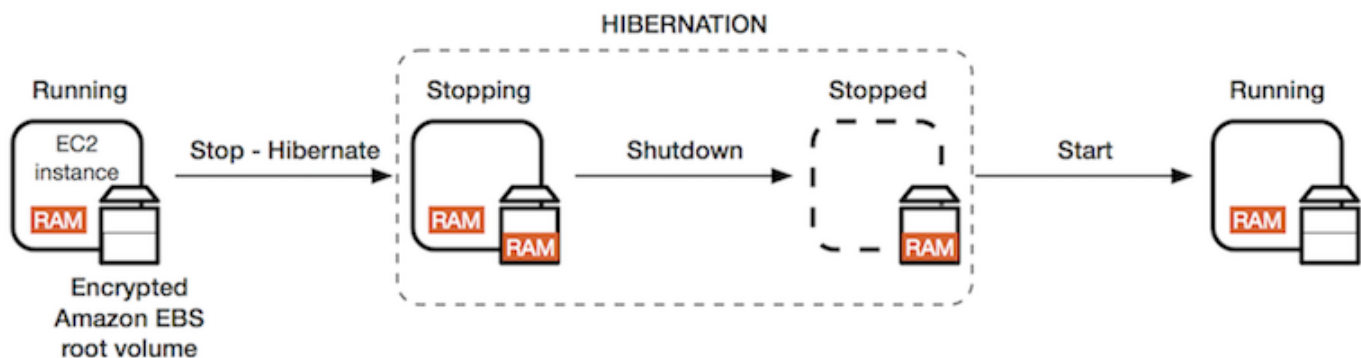 HIBERNATION
Running
Stopping
Stopped
Running
EC2
instance
Stop - Hibernate
Shutdown
Start
RAM
RAM
RAM
RAM
RAM
Encrypted
Amazon EBS
root volume